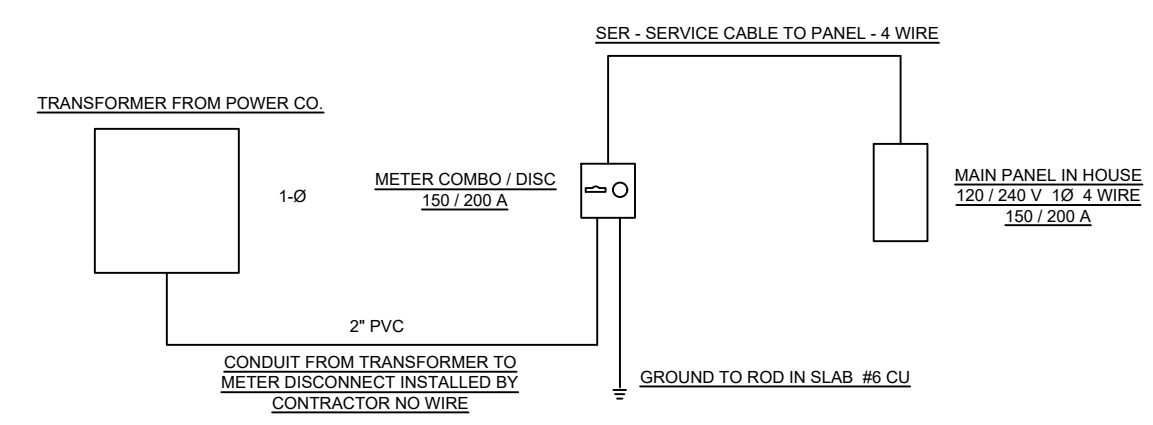 SER - SERVICE CABLE TO PANEL - 4 WIRE
TRANSFORMER FROM POWER CO.
1-Ø
METER COMBO / DISC
150 / 200 A
MAIN PANEL IN HOUSE
120 / 240 V 1Ø 4 WIRE
150 / 200 A
2" PVC
CONDUIT FROM TRANSFORMER TO
METER DISCONNECT INSTALLED BY
CONTRACTOR NO WIRE
GROUND TO ROD IN SLAB #6 CU